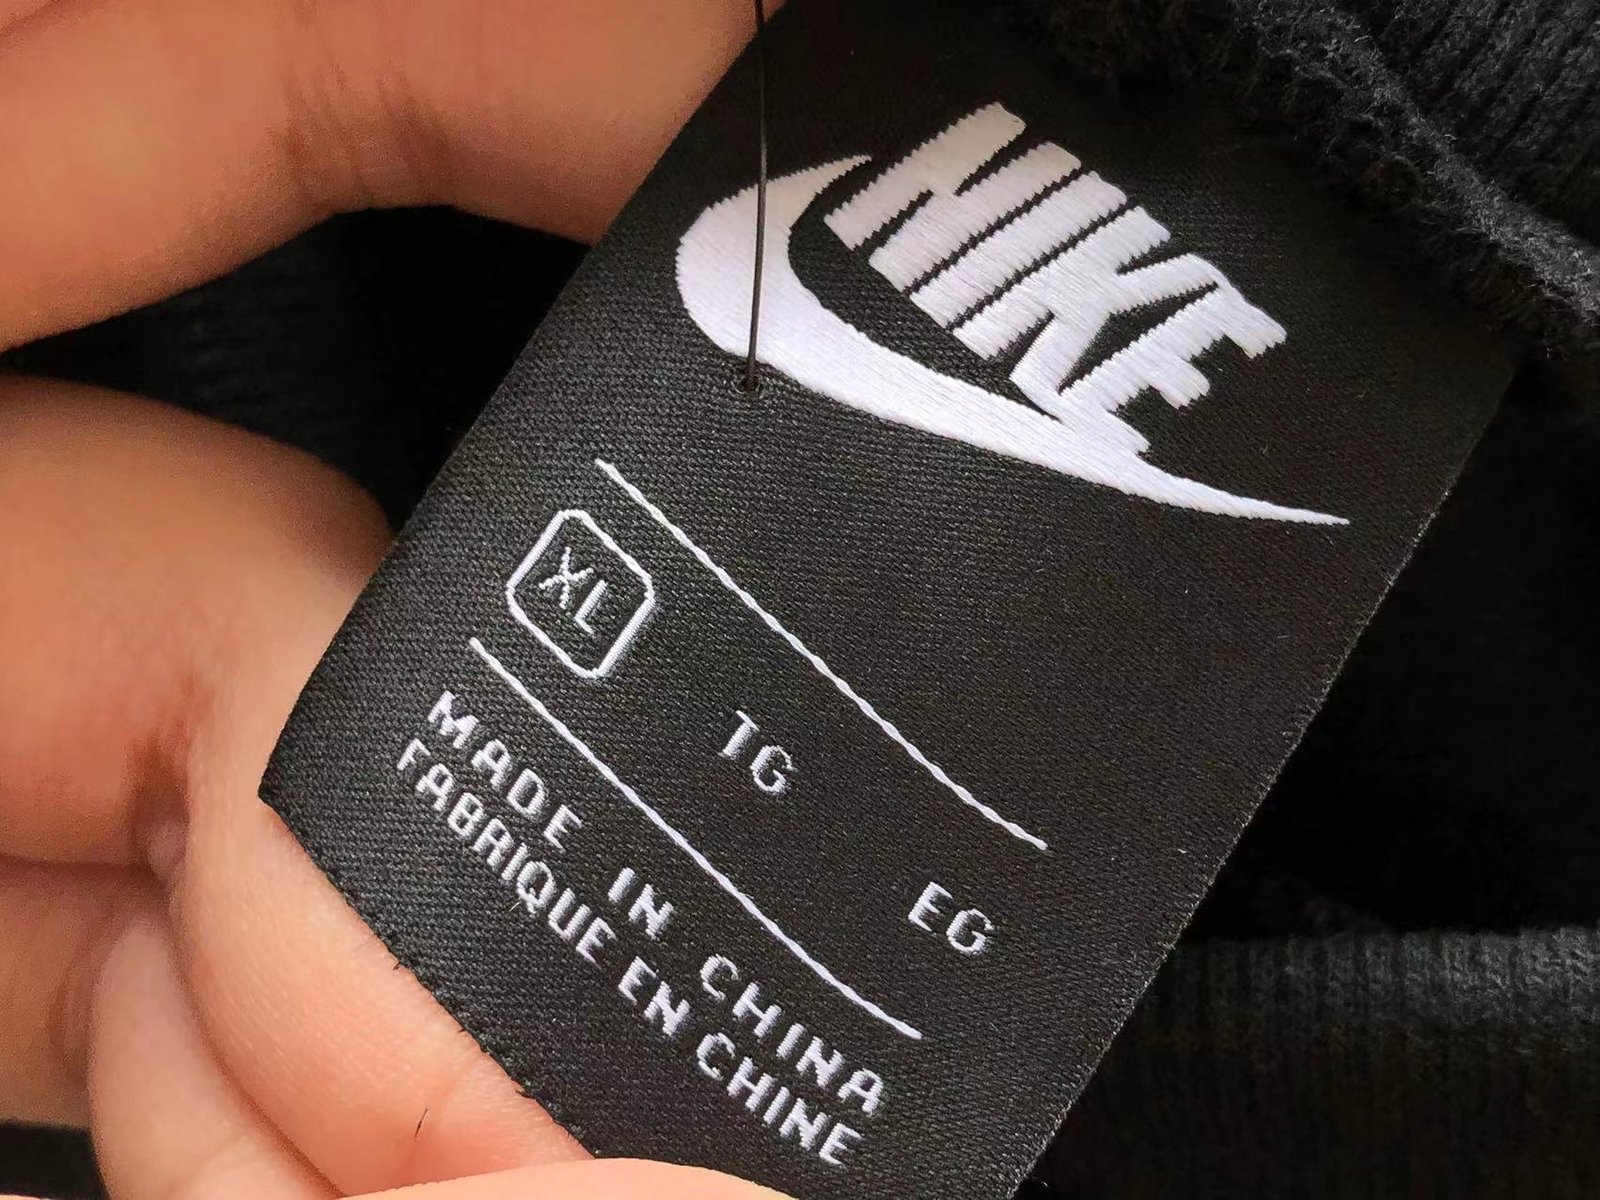 NIKE
XL TG EG
MADE IN CHINA
FABRIQUE EN CHINE